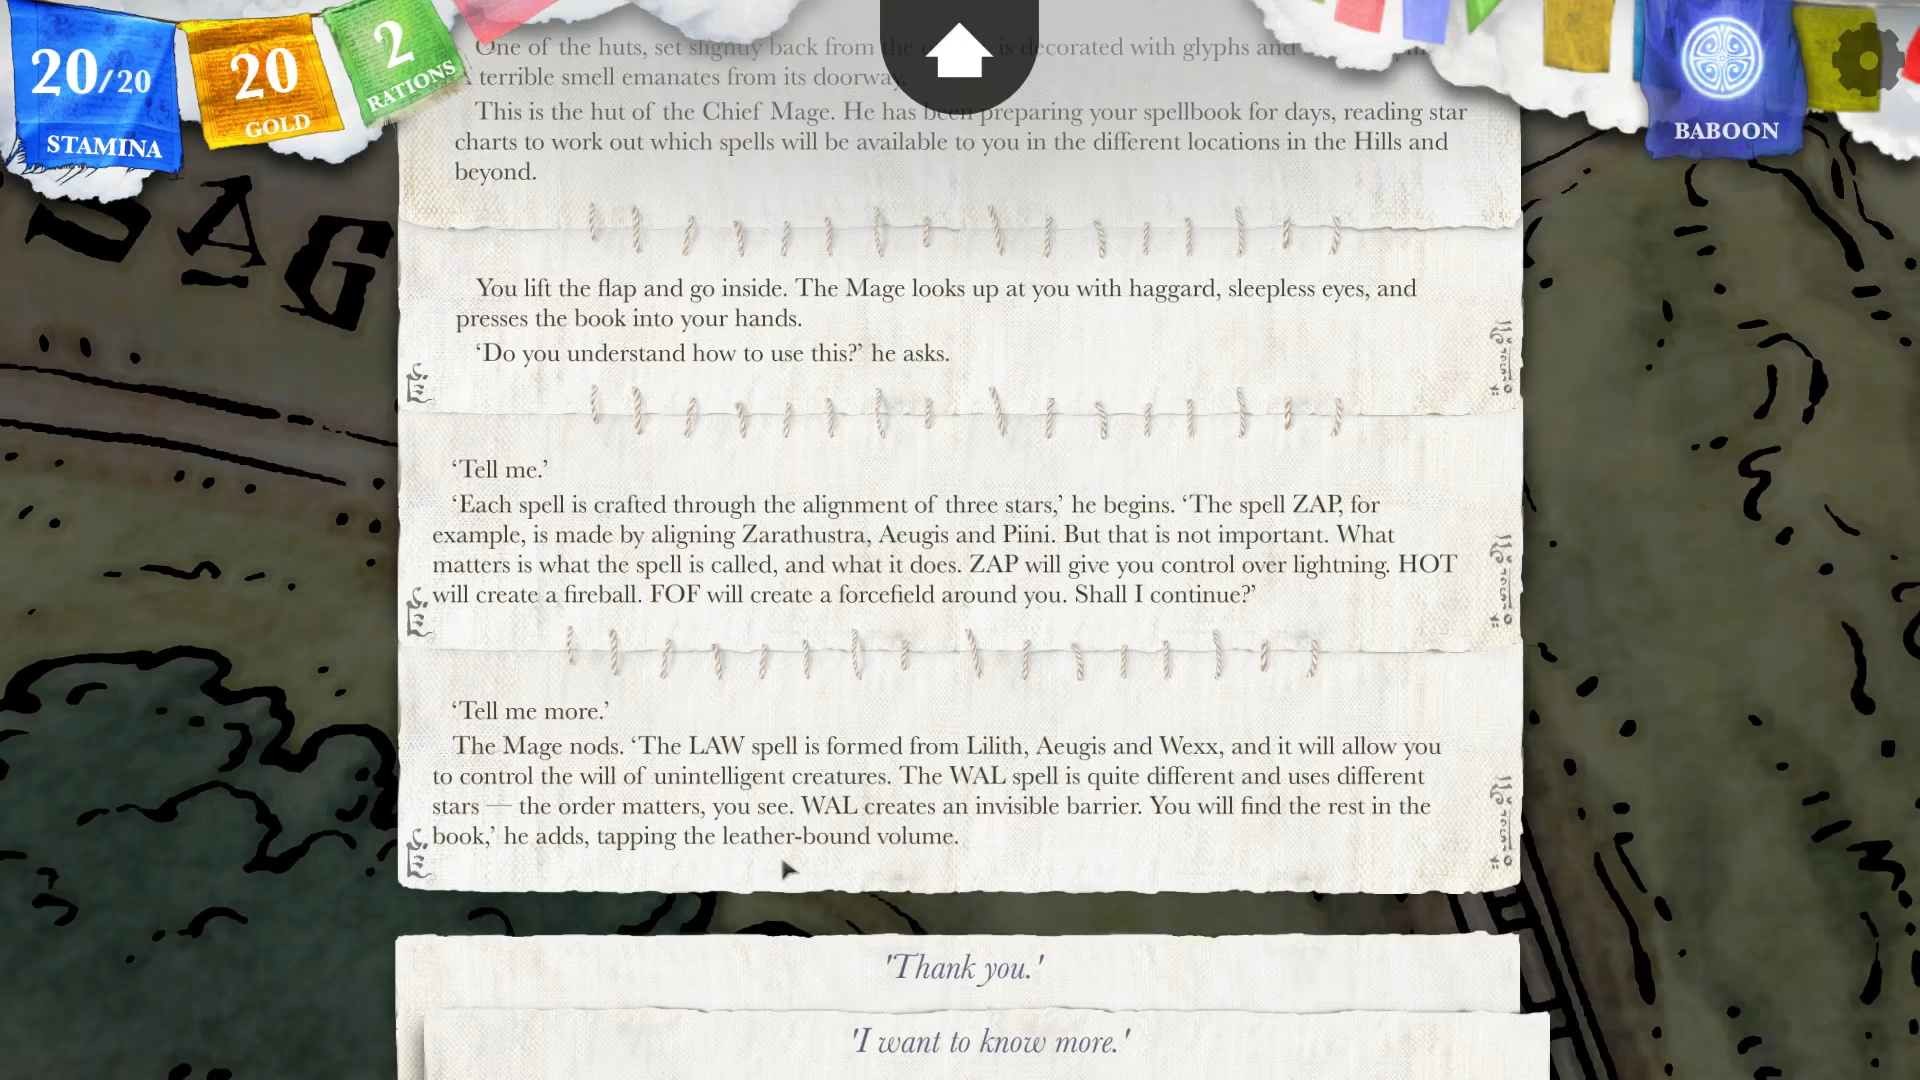 20/20
STAMINA
20
GOLD
2
RATIONS
BABOON
AG
One of the huts, set slightly back from the is decorated with glyphs and
terrible smell emanates from its doorway.
This is the hut of the Chief Mage. He has been preparing your spellbook for days, reading star
charts to work out which spells will be available to you in the different locations in the Hills and
beyond.
You lift the flap and go inside. The Mage looks up at you with haggard, sleepless eyes, and
presses the book into your hands.
‘Do you understand how to use this?’ he asks.
‘Tell me.’
‘Each spell is crafted through the alignment of three stars,’ he begins. ‘The spell ZAP, for
example, is made by aligning Zarathustra, Aeugis and Piini. But that is not important. What
matters is what the spell is called, and what it does. ZAP will give you control over lightning. HOT
will create a fireball. FOF will create a forcefield around you. Shall I continue?’
‘Tell me more.’
The Mage nods. ‘The LAW spell is formed from Lilith, Aeugis and Wexx, and it will allow you
to control the will of unintelligent creatures. The WAL spell is quite different and uses different
stars — the order matters, you see. WAL creates an invisible barrier. You will find the rest in the
book,’ he adds, tapping the leather-bound volume.
'Thank you.'
'I want to know more.'